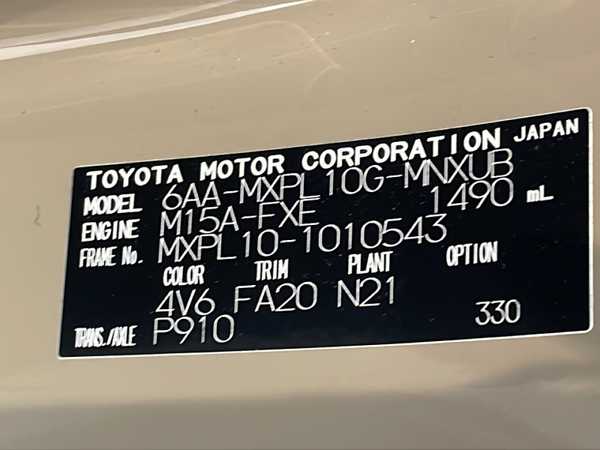 TOYOTA MOTOR CORPORATION JAPAN
MODEL 6AA-MXPL10G-MNXUB
ENGINE M15A-FXE 1490 mL
FRAME No. MXPL10-1010543
COLOR TRIM PLANT OPTION
4V6 FA20 N21
TRANS./AXLE P910 330